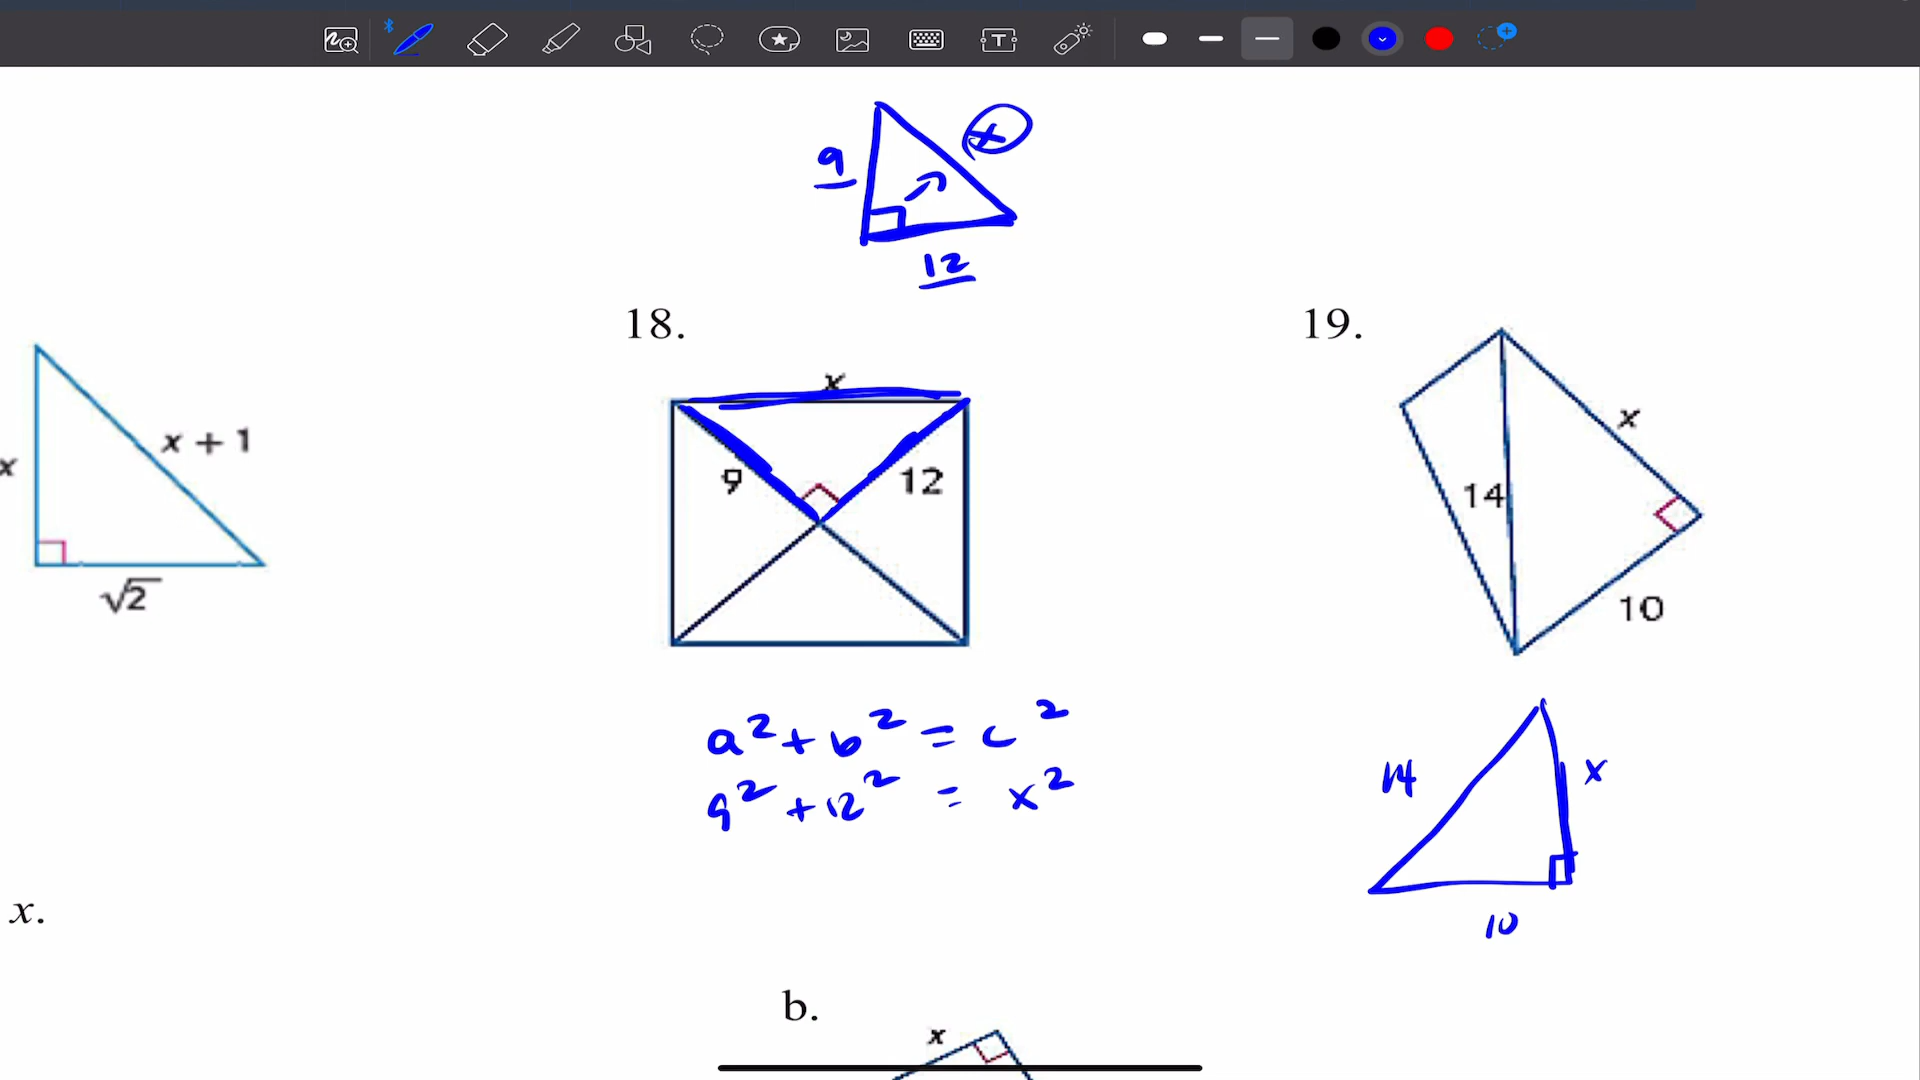 9
x
12
18.
19.
x
x + 1
√2
x
9
12
14
x
10
a² + b² = c²
9² + 12² = x²
14
x
10
x.
b.
x